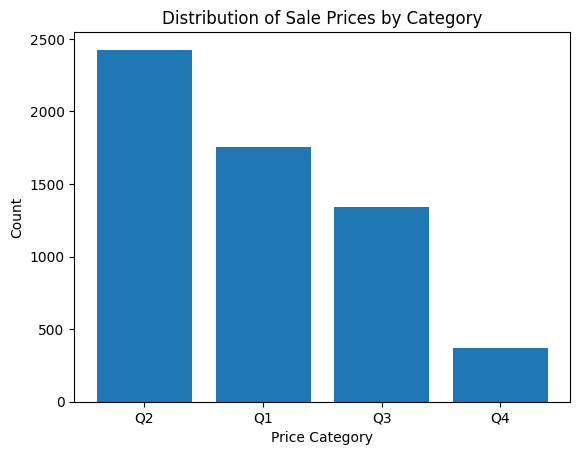 Distribution of Sale Prices by Category
2500
2000
1500
1000
500
0
Count
Q2 Q1 Q3 Q4
Price Category